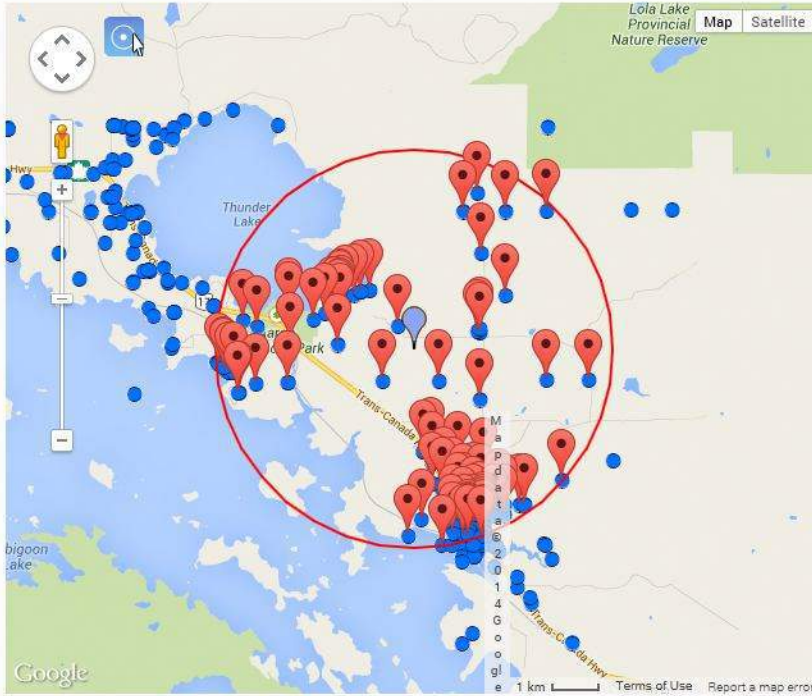 Lola Lake
Provincial
Nature Reserve
Map
Satellite
Hwy
Thunder
Lake
17
Park
Trans-Canada
Map data © 2014 Google
bigoon
Lake
Trans-Canada Hwy
Google
1 km
Terms of Use
Report a map error